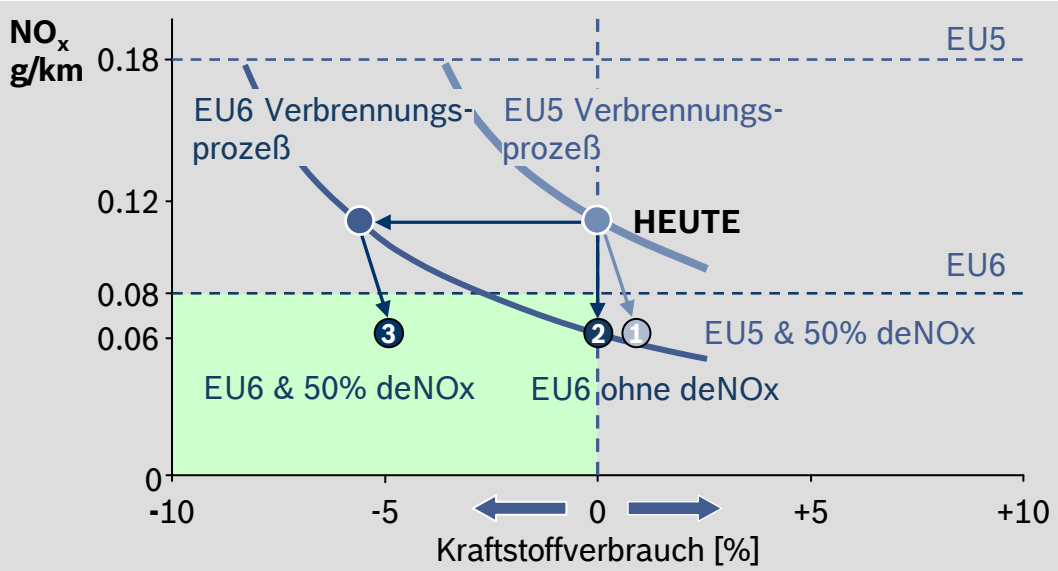 NOx
g/km
0.18
EU5
EU6 Verbrennungs-
prozeß
EU5 Verbrennungs-
prozeß
0.12
HEUTE
EU6
0.08
0.06
3
2
1
EU5 & 50% deNOx
EU6 & 50% deNOx
EU6 ohne deNOx
0
-10
-5
0
+5
+10
Kraftstoffverbrauch [%]